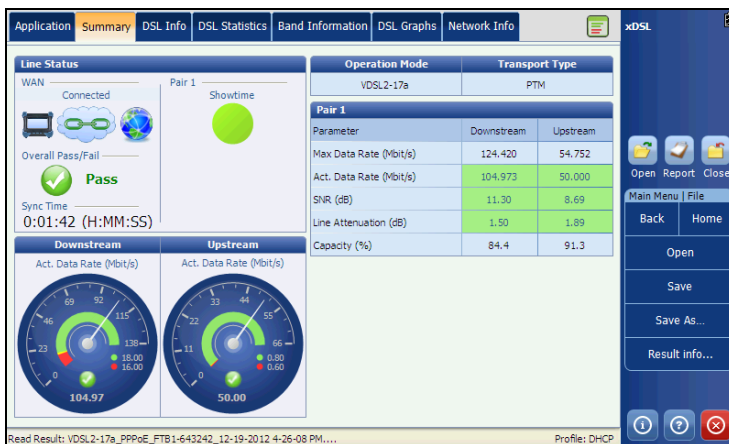 Application Summary DSL Info DSL Statistics Band Information DSL Graphs Network Info
xDSL
Line Status
WAN
Connected
Pair 1
Showtime
Overall Pass/Fail
Pass
Sync Time
0:01:42 (H:MM:SS)
Operation Mode Transport Type
VDSL2-17a PTM
Pair 1
Parameter Downstream Upstream
Max Data Rate (Mbit/s) 124.420 54.752
Act. Data Rate (Mbit/s) 104.973 50.000
SNR (dB) 11.30 8.69
Line Attenuation (dB) 1.50 1.89
Capacity (%) 84.4 91.3
Downstream
Act. Data Rate (Mbit/s)
0 23 46 69 92 115 138
18.00
16.00
104.97
Upstream
Act. Data Rate (Mbit/s)
0 11 22 33 44 55 66
0.80
0.60
50.00
Open Report Close
Main Menu | File
Back Home
Open
Save
Save As...
Result info...
Read Result: VDSL2-17a_PPPoE_FTB1-643242_12-19-2012 4-26-08 PM.... Profile: DHCP